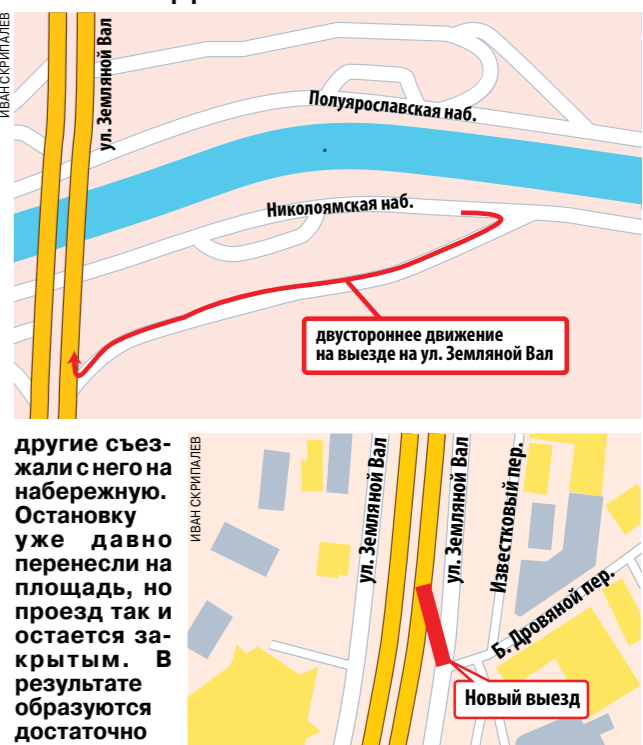 ИВАН СКРИПАЛЕВ
ул. Земляной Вал
Полуярославская наб.
Николоямская наб.
двустороннее движение
на выезде на ул. Земляной Вал
другие съез-
жали с него на
набережную.
Остановку
уже давно
перенесли на
площадь, но
проезд так и
остается за-
крытым. В
результате
образуются
достаточно
ИВАН СКРИПАЛЕВ
ул. Земляной Вал
ул. Земляной Вал
Известковый пер.
Б. Дровяной пер.
Новый выезд